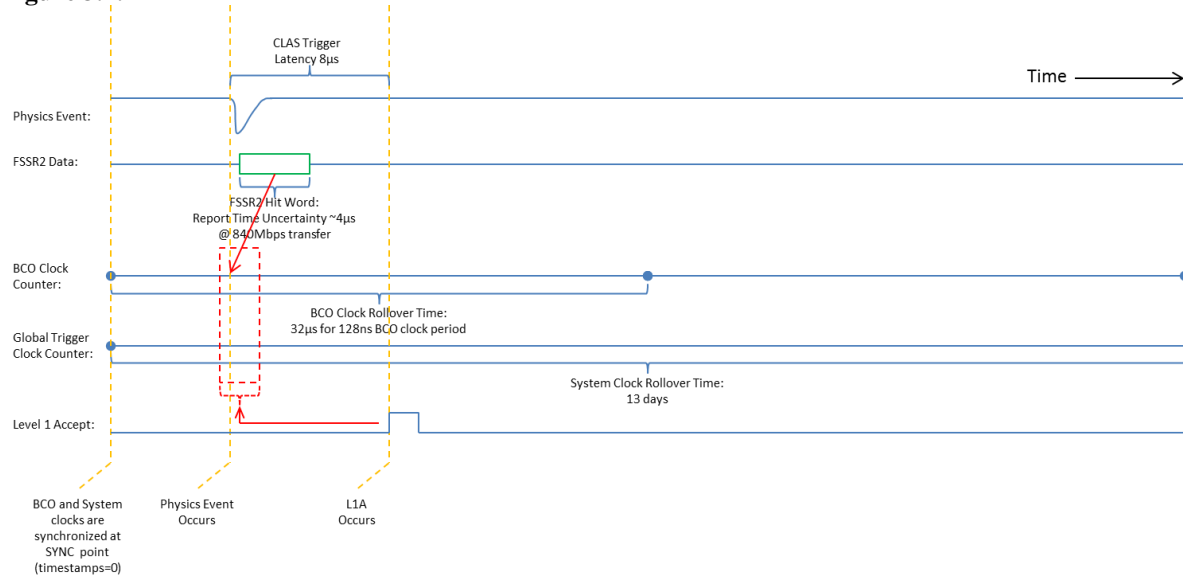 CLAS Trigger
Latency 8µs
Time
Physics Event:
FSSR2 Data:
FSSR2 Hit Word:
Report Time Uncertainty ~4µs
@ 840Mbps transfer
BCO Clock
Counter:
BCO Clock Rollover Time:
32µs for 128ns BCO clock period
Global Trigger
Clock Counter:
System Clock Rollover Time:
13 days
Level 1 Accept:
BCO and System
clocks are
synchronized at
SYNC point
(timestamps=0)
Physics Event
Occurs
L1A
Occurs